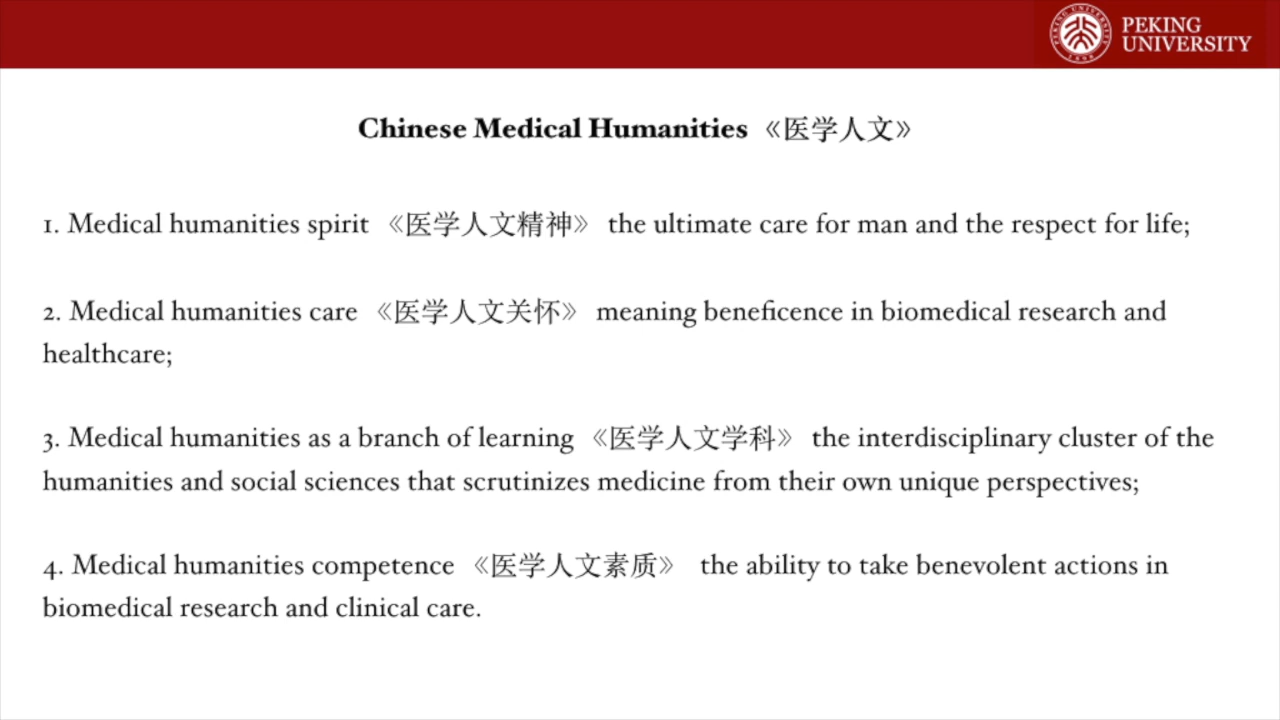 PEKING
UNIVERSITY
Chinese Medical Humanities 《医学人文》
1. Medical humanities spirit 《医学人文精神》 the ultimate care for man and the respect for life;
2. Medical humanities care 《医学人文关怀》 meaning beneficence in biomedical research and
healthcare;
3. Medical humanities as a branch of learning 《医学人文学科》 the interdisciplinary cluster of the
humanities and social sciences that scrutinizes medicine from their own unique perspectives;
4. Medical humanities competence 《医学人文素质》 the ability to take benevolent actions in
biomedical research and clinical care.